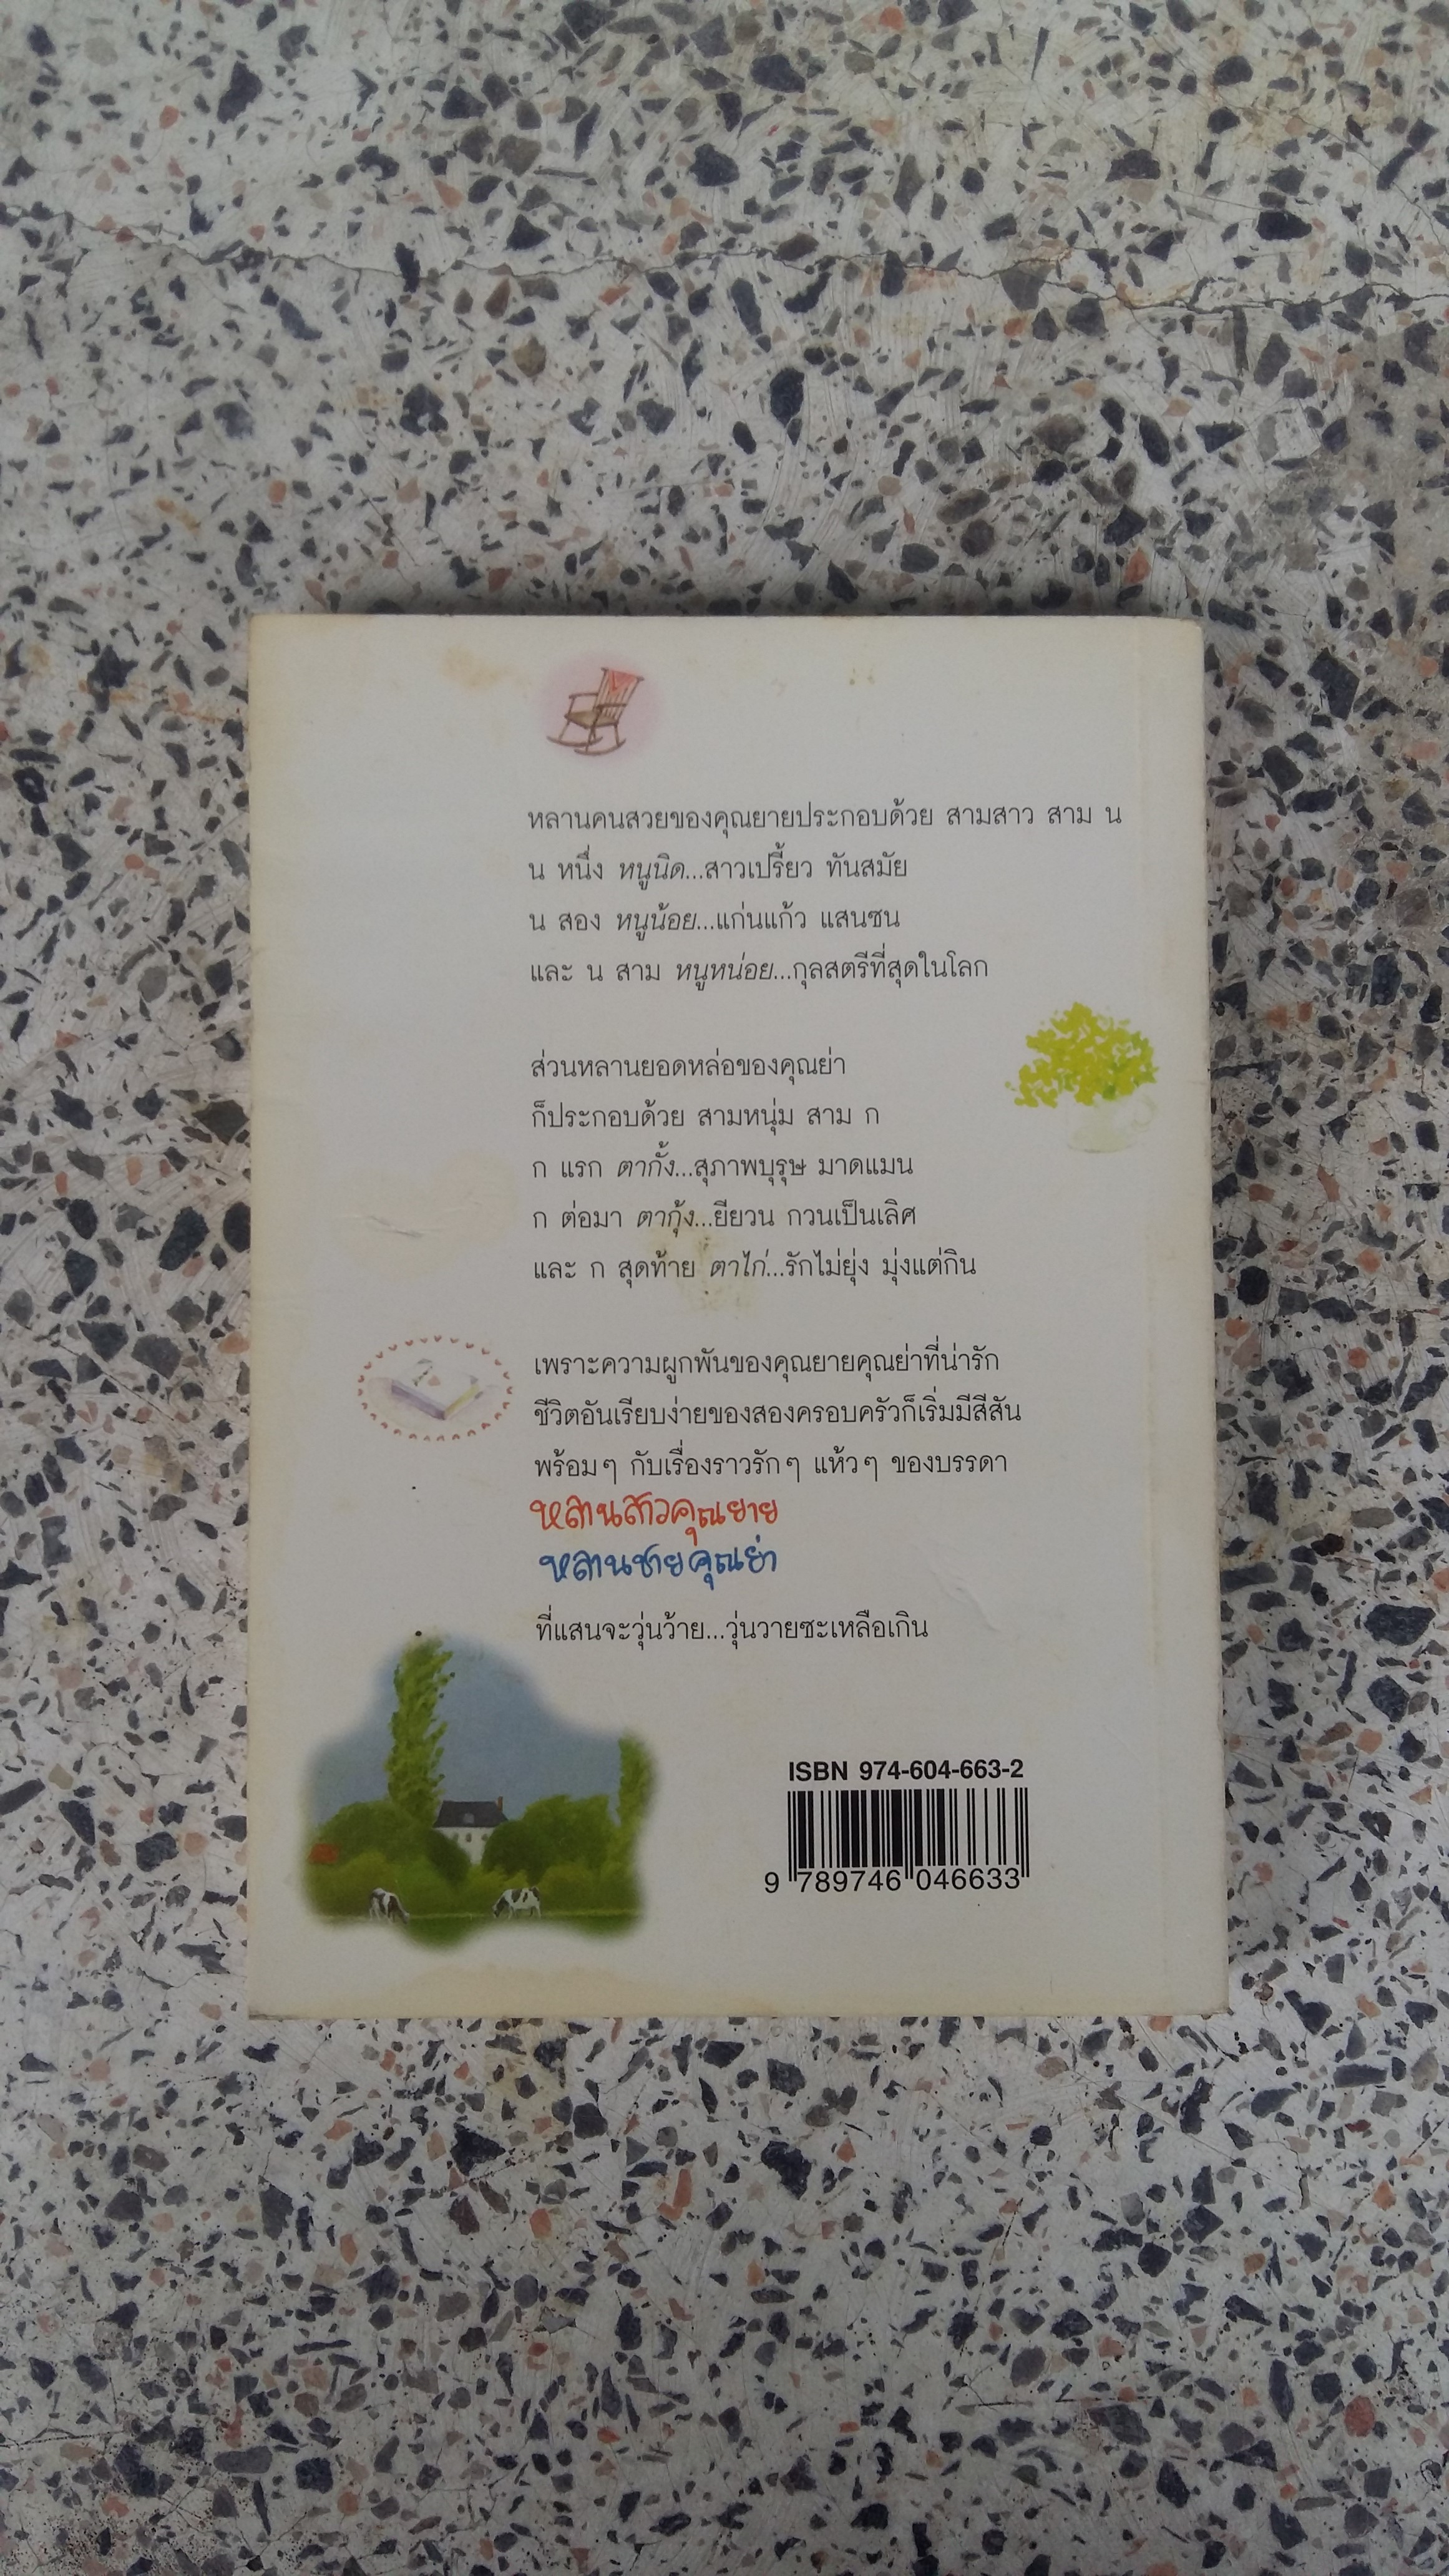 หลานคนสวยของคุณยายประกอบด้วย สามสาว สาม น
น หนึ่ง หนูนิด...สาวเปรี้ยว ทันสมัย
น สอง หนูน้อย...แก่นแก้ว แสนซน
และ น สาม หนูหน่อย...กุลสตรีที่สุดในโลก
ส่วนหลานยอดหล่อของคุณย่า
ก็ประกอบด้วย สามหนุ่ม สาม ก
ก แรก ตากั้ง...สุภาพบุรุษ มาดแมน
ก ต่อมา ตากุ้ง...ยียวน กวนเป็นเลิศ
และ ก สุดท้าย ตาไก่...รักไม่ยุ่ง มุ่งแต่กิน
เพราะความผูกพันของคุณยายคุณย่าที่น่ารัก
ชีวิตอันเรียบง่ายของสองครอบครัวก็เริ่มมีสีสัน
พร้อมๆ กับเรื่องราวรักๆ แห้วๆ ของบรรดา
หลานสาวคุณยาย
หลานชายคุณย่า
ที่แสนจะวุ่นว้าย...วุ่นวายซะเหลือเกิน
ISBN 974-604-663-2
9 789746 046633